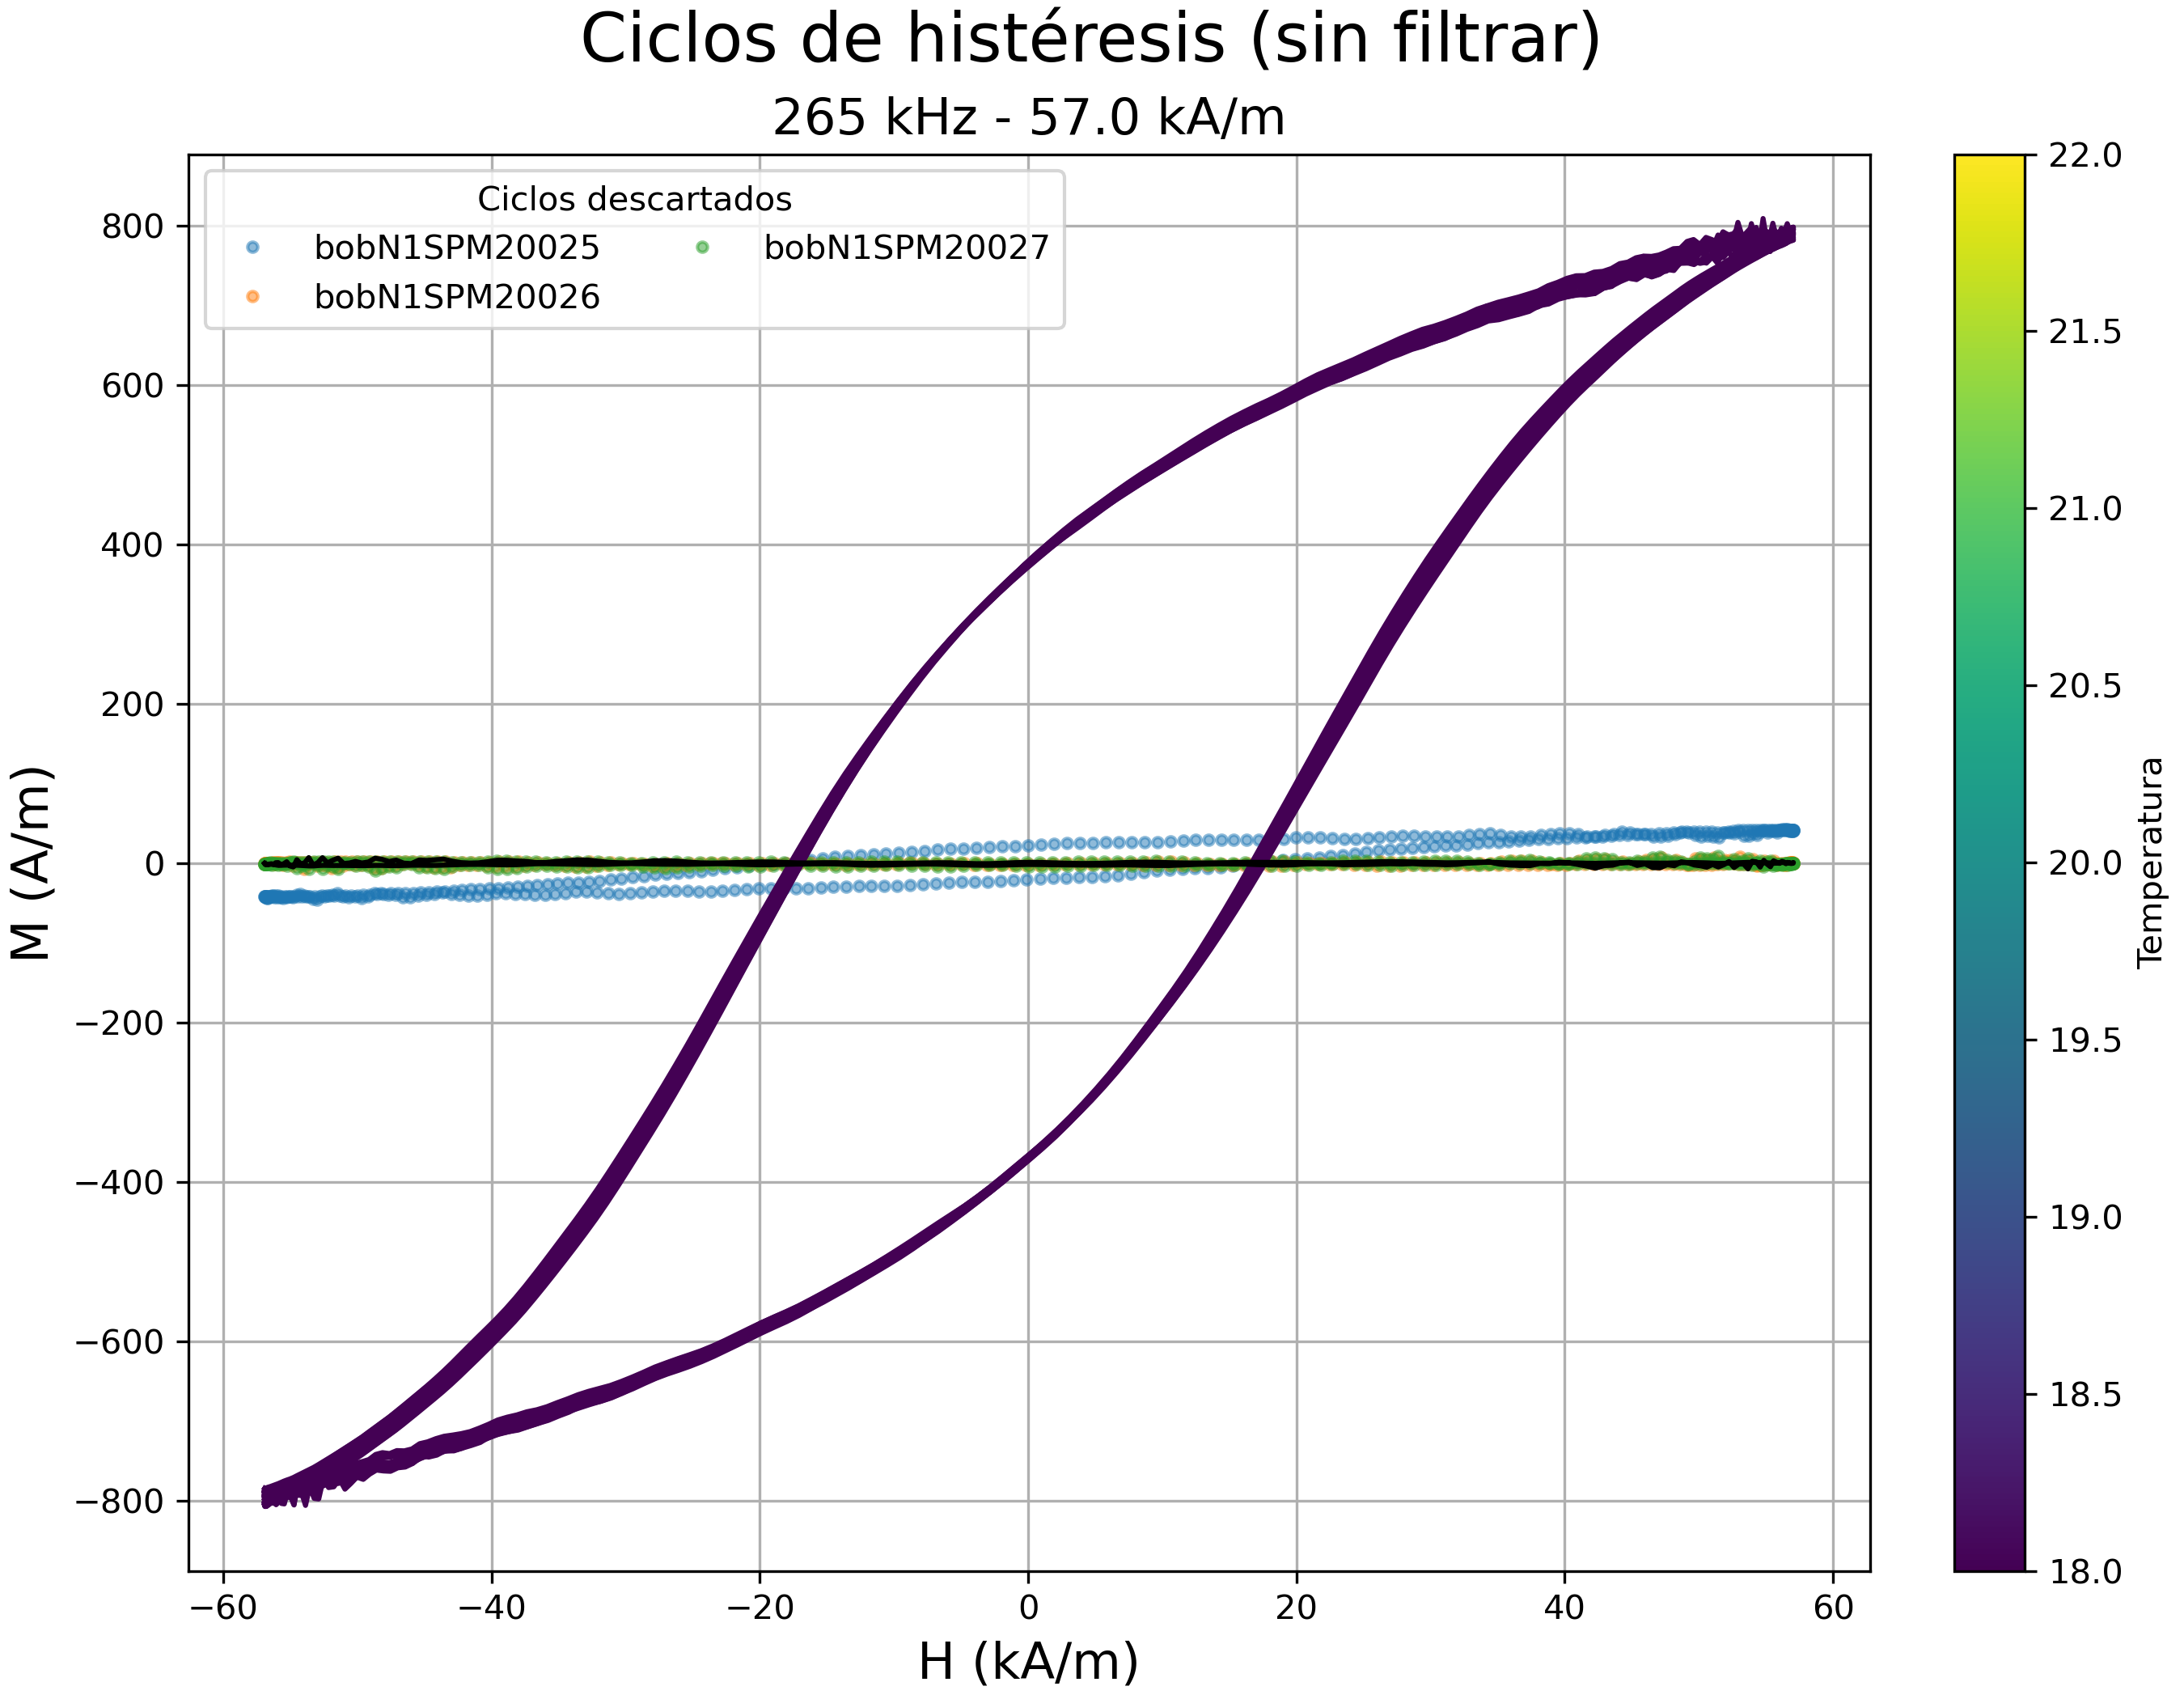 Ciclos de histéresis (sin filtrar)
265 kHz - 57.0 kA/m
Ciclos descartados
bobN1SPM20025
bobN1SPM20026
bobN1SPM20027
M (A/m)
800
600
400
200
0
−200
−400
−600
−800
−60 −40 −20 0 20 40 60
H (kA/m)
22.0
21.5
21.0
20.5
20.0
19.5
19.0
18.5
18.0
Temperatura